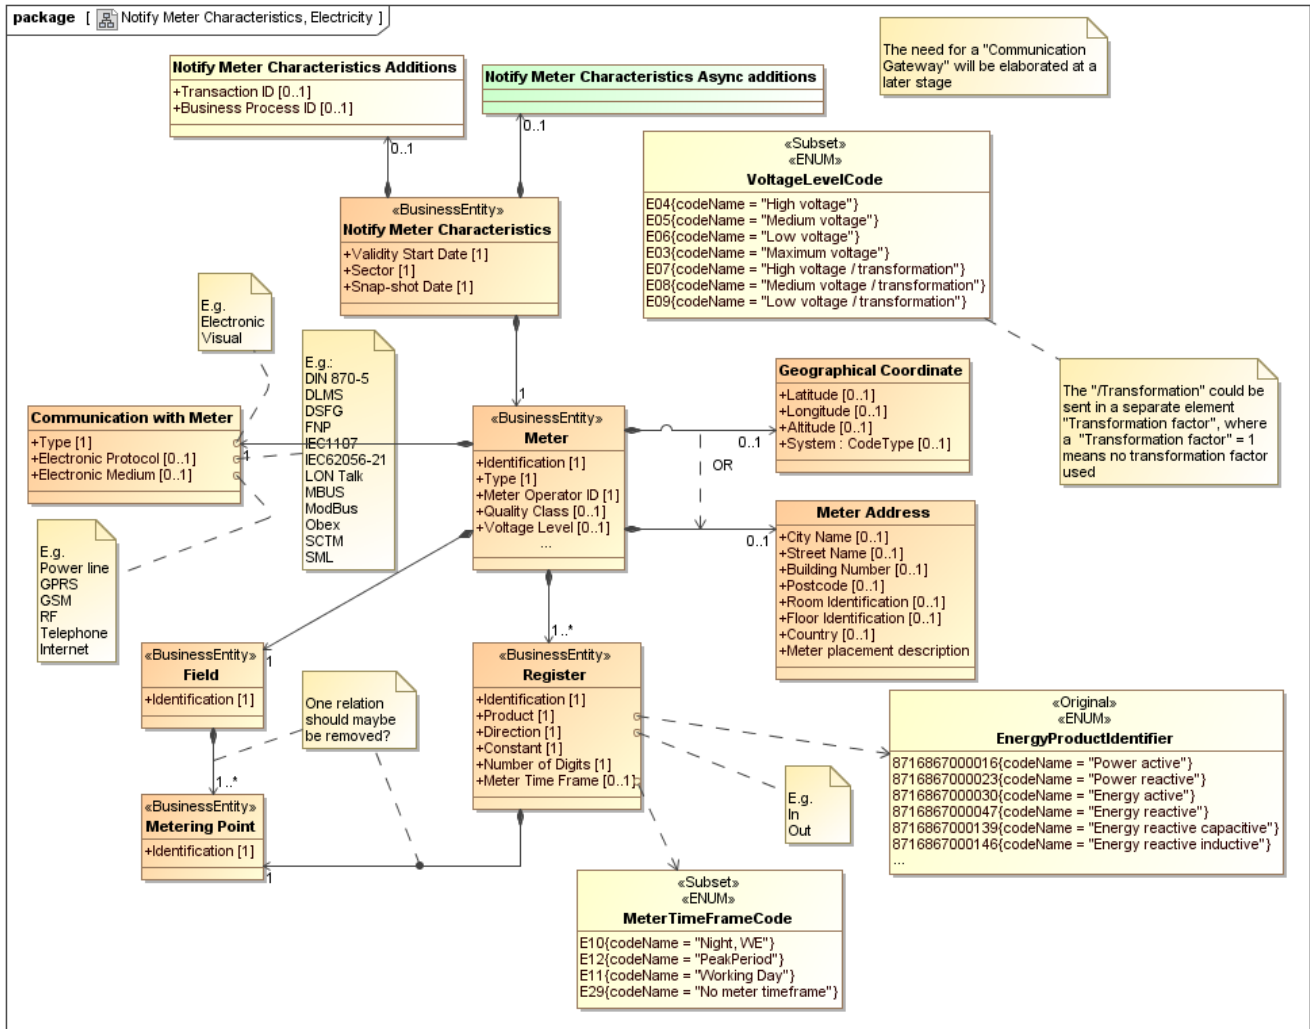 package [ Notify Meter Characteristics, Electricity ]
The need for a "Communication
Gateway" will be elaborated at a
later stage
Notify Meter Characteristics Additions
+Transaction ID [0..1]
+Business Process ID [0..1]
Notify Meter Characteristics Async additions
0..1
0..1
«Subset»
«ENUM»
VoltageLevelCode
E04{codeName = "High voltage"}
E05{codeName = "Medium voltage"}
E06{codeName = "Low voltage"}
E03{codeName = "Maximum voltage"}
E07{codeName = "High voltage / transformation"}
E08{codeName = "Medium voltage / transformation"}
E09{codeName = "Low voltage / transformation"}
«BusinessEntity»
Notify Meter Characteristics
+Validity Start Date [1]
+Sector [1]
+Snap-shot Date [1]
E.g.
Electronic
Visual
E.g.:
DIN 870-5
DLMS
DSFG
FNP
IEC1107
IEC62056-21
LON Talk
MBUS
ModBus
Obex
SCTM
SML
The "/Transformation" could be
sent in a separate element
"Transformation factor", where
a "Transformation factor" = 1
means no transformation factor
used
Geographical Coordinate
+Latitude [0..1]
+Longitude [0..1]
+Altitude [0..1]
+System : CodeType [0..1]
1
Communication with Meter
+Type [1]
+Electronic Protocol [0..1]
+Electronic Medium [0..1]
1
«BusinessEntity»
Meter
+Identification [1]
+Type [1]
+Meter Operator ID [1]
+Quality Class [0..1]
+Voltage Level [0..1]
...
0..1
OR
0..1
Meter Address
+City Name [0..1]
+Street Name [0..1]
+Building Number [0..1]
+Postcode [0..1]
+Room Identification [0..1]
+Floor Identification [0..1]
+Country [0..1]
+Meter placement description
E.g.
Power line
GPRS
GSM
RF
Telephone
Internet
1..*
«BusinessEntity»
Field
+Identification [1]
1
One relation
should maybe
be removed?
«BusinessEntity»
Register
+Identification [1]
+Product [1]
+Direction [1]
+Constant [1]
+Number of Digits [1]
+Meter Time Frame [0..1]
«Original»
«ENUM»
EnergyProductIdentifier
8716867000016{codeName = "Power active"}
8716867000023{codeName = "Power reactive"}
8716867000030{codeName = "Energy active"}
8716867000047{codeName = "Energy reactive"}
8716867000139{codeName = "Energy reactive capacitive"}
8716867000146{codeName = "Energy reactive inductive"}
...
E.g.
In
Out
1..*
«BusinessEntity»
Metering Point
+Identification [1]
1
«Subset»
«ENUM»
MeterTimeFrameCode
E10{codeName = "Night, WE"}
E12{codeName = "PeakPeriod"}
E11{codeName = "Working Day"}
E29{codeName = "No meter timeframe"}